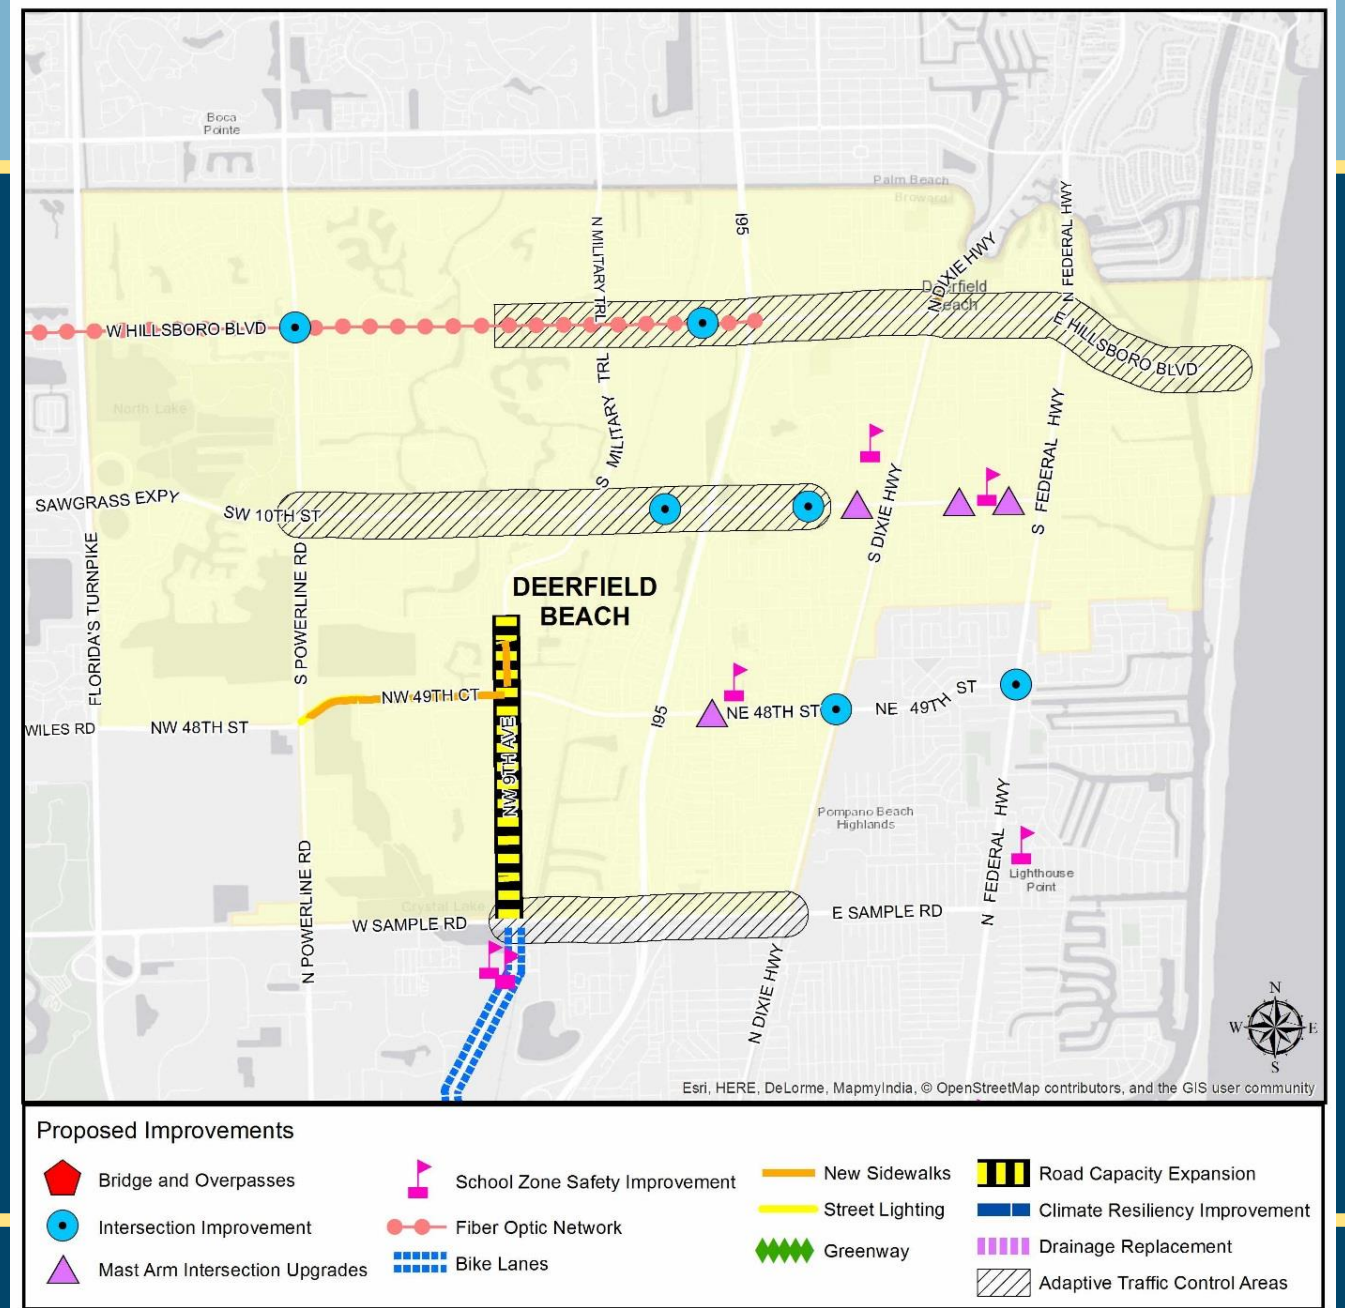 Boca
Pointe
Palm Beach
Broward
N MILITARY TRL
I95
N DIXIE HWY
N FEDERAL HWY
Deerfield
Beach
W HILLSBORO BLVD
E HILLSBORO BLVD
North Lake
S MILITARY TRL
S FEDERAL HWY
SAWGRASS EXPY
SW 10TH ST
S DIXIE HWY
FLORIDA'S TURNPIKE
S POWERLINE RD
DEERFIELD
BEACH
NW 49TH CT
WILES RD
NW 48TH ST
NW 9TH AVE
I95
NE 48TH ST
NE 49TH ST
Pompano Beach
Highlands
N FEDERAL HWY
Lighthouse
Point
N POWERLINE RD
Crystal Lake
W SAMPLE RD
E SAMPLE RD
N DIXIE HWY
N
W E
S
Esri, HERE, DeLorme, MapmyIndia, © OpenStreetMap contributors, and the GIS user community
Proposed Improvements
Bridge and Overpasses
Intersection Improvement
Mast Arm Intersection Upgrades
School Zone Safety Improvement
Fiber Optic Network
Bike Lanes
New Sidewalks
Street Lighting
Greenway
Road Capacity Expansion
Climate Resiliency Improvement
Drainage Replacement
Adaptive Traffic Control Areas